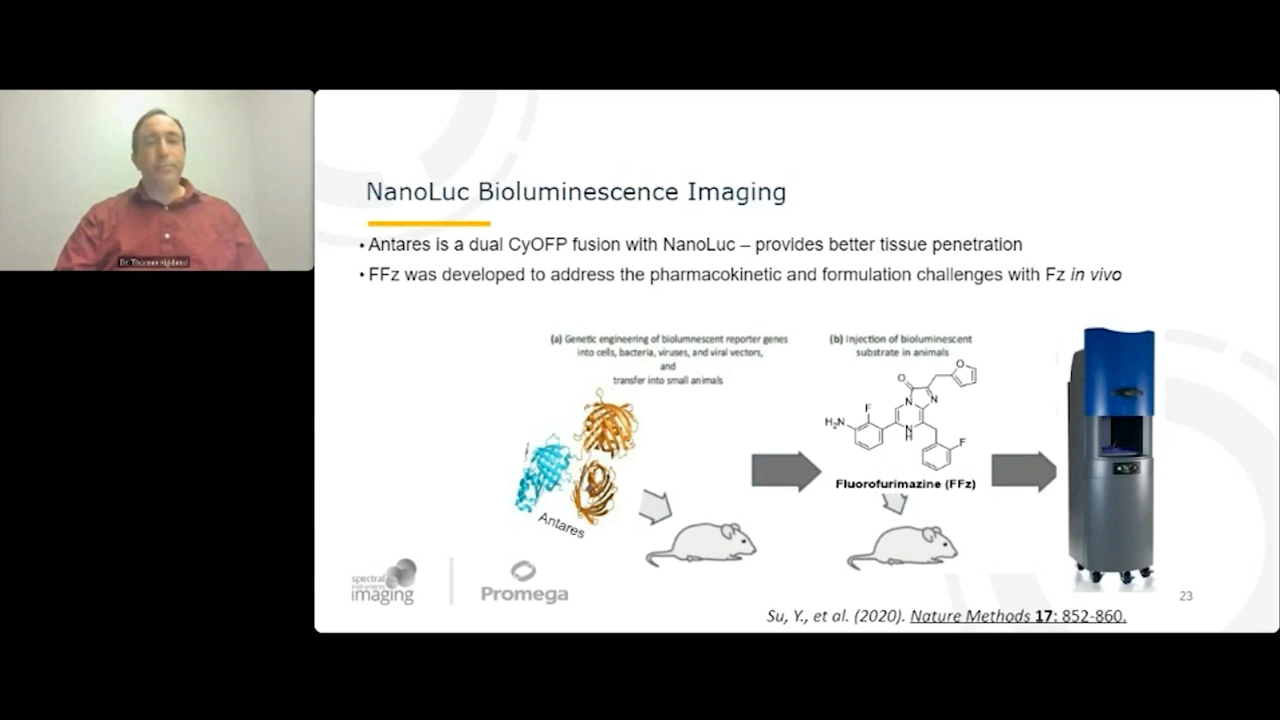 NanoLuc Bioluminescence Imaging
• Antares is a dual CyOFP fusion with NanoLuc – provides better tissue penetration
• FFz was developed to address the pharmacokinetic and formulation challenges with Fz in vivo
(a) Genetic engineering of biolumnescent reporter genes
into cells, bacteria, viruses, and viral vectors,
and
transfer into small animals
(b) Injection of bioluminescent
substrate in animals
O
O
N
N
F
H₂N
N
H
F
Fluorofurimazine (FFz)
Antares
spectral
instruments
imaging
Promega
23
Su, Y., et al. (2020). Nature Methods 17: 852-860.
Dr. Thomas